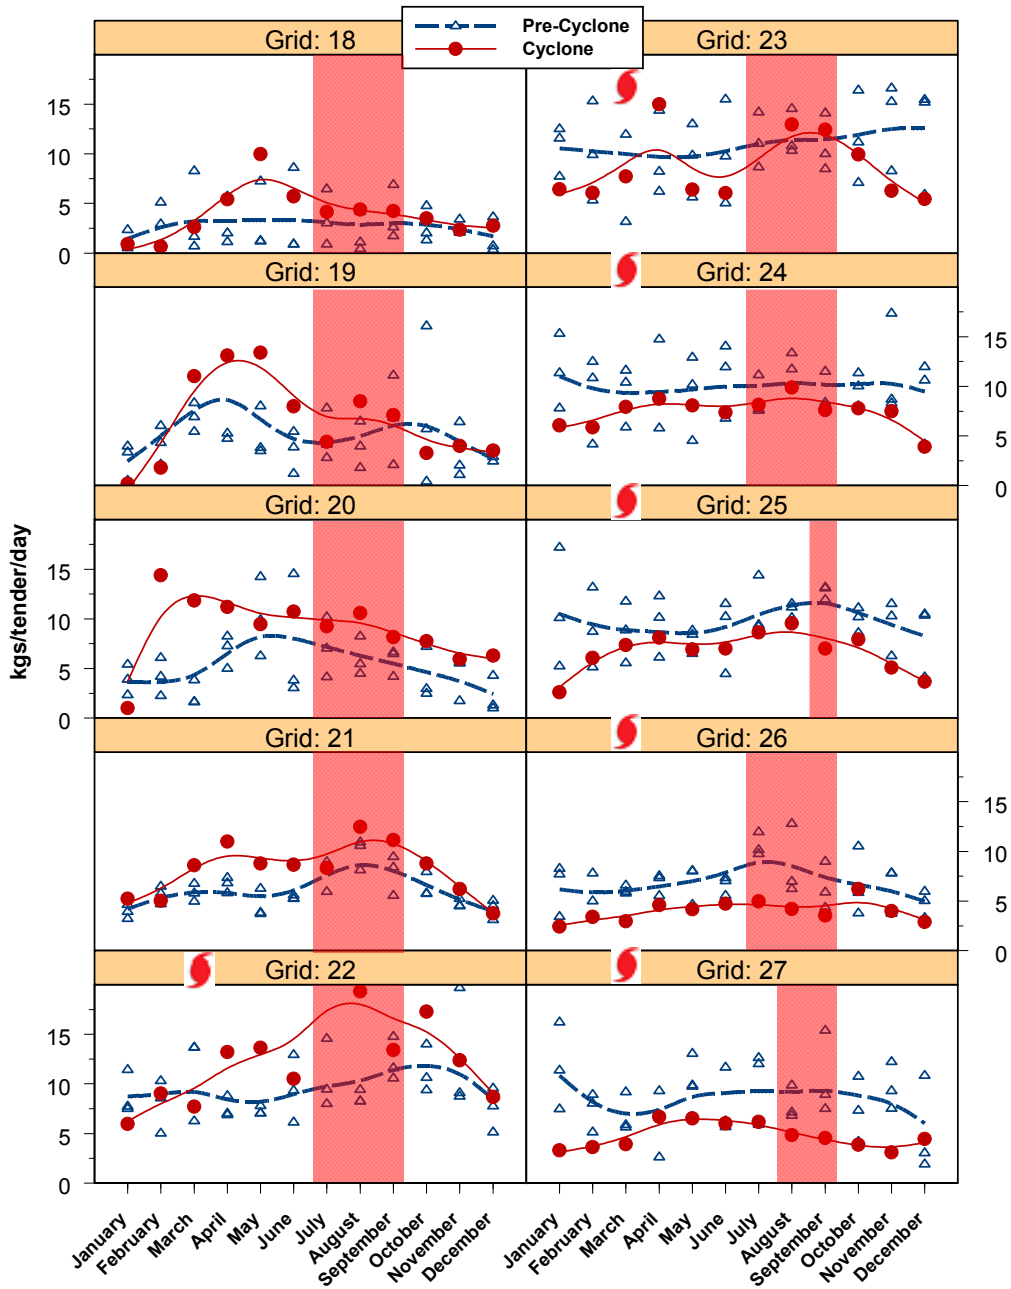 Pre-Cyclone
Cyclone
Grid: 18
Grid: 23
15
10
5
0
Grid: 19
Grid: 24
15
10
5
0
Grid: 20
Grid: 25
15
10
5
0
kgs/tender/day
Grid: 21
Grid: 26
15
10
5
0
Grid: 22
Grid: 27
15
10
5
0
January
February
March
April
May
June
July
August
September
October
November
December
January
February
March
April
May
June
July
August
September
October
November
December